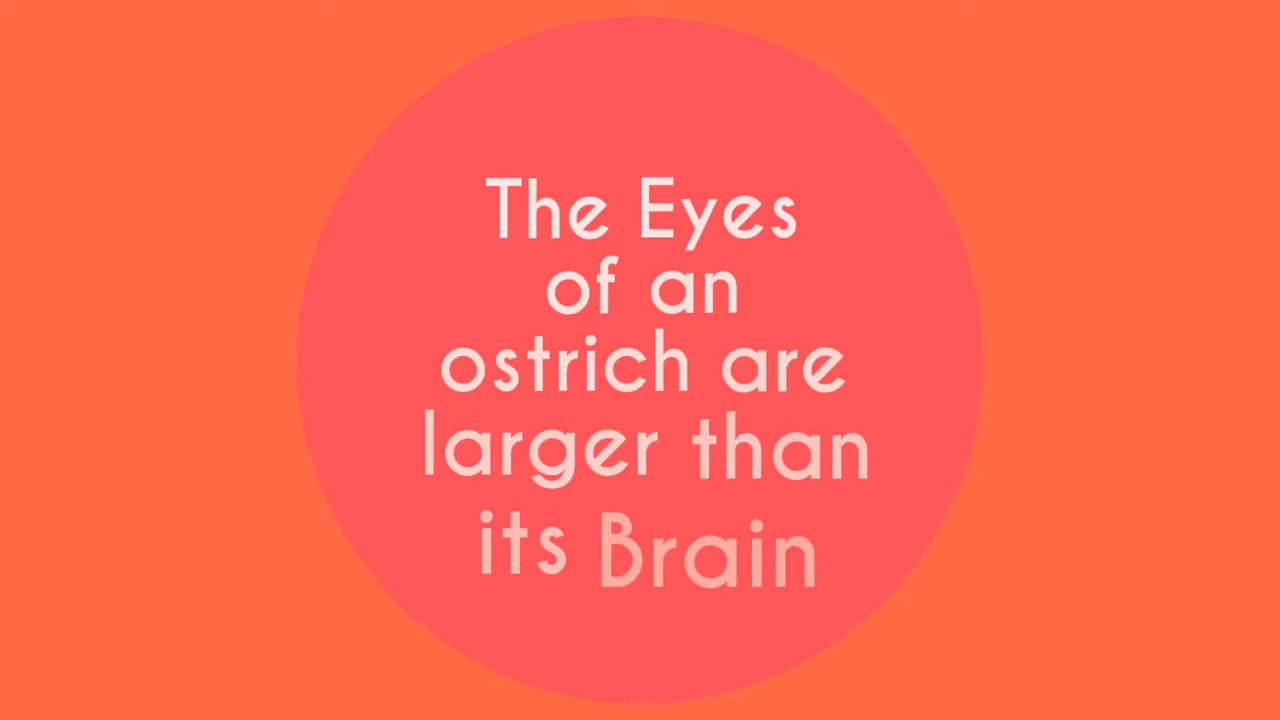 The Eyes
of an
ostrich are
larger than
its Brain